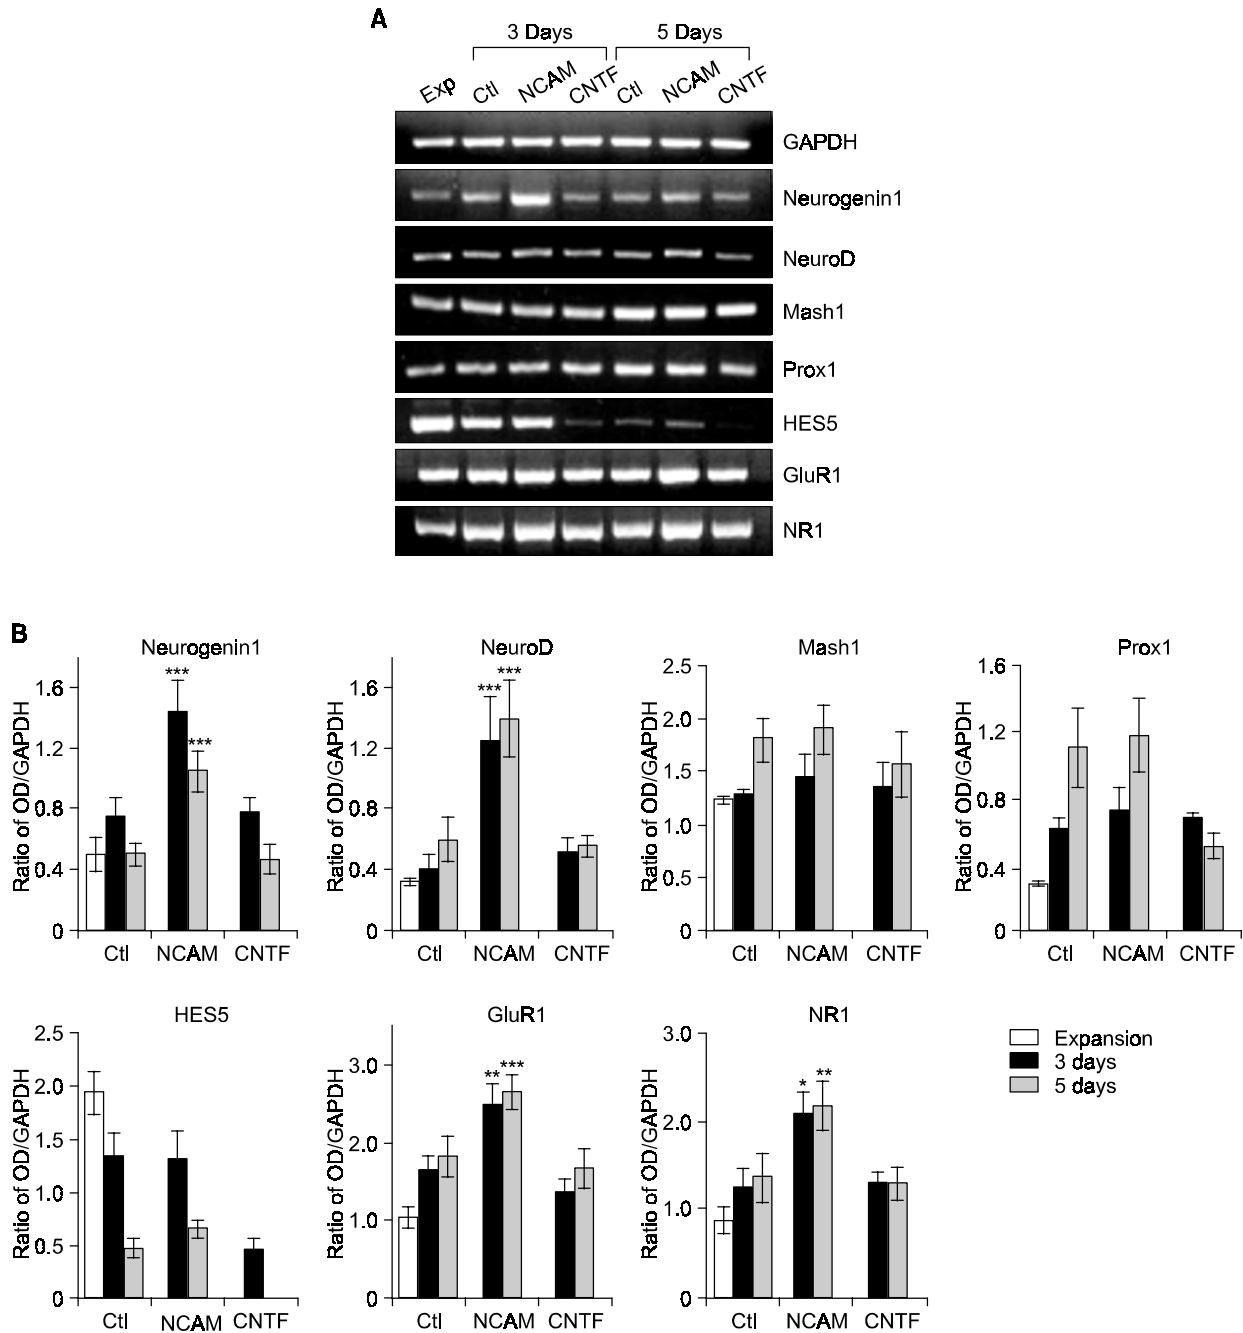 A
3 Days 5 Days
Exp Ctl NCAM CNTF Ctl NCAM CNTF
GAPDH
Neurogenin1
NeuroD
Mash1
Prox1
HES5
GluR1
NR1
B
Neurogenin1
Ratio of OD/GAPDH
1.6
1.2
0.8
0.4
0
*** ***
Ctl NCAM CNTF
NeuroD
Ratio of OD/GAPDH
1.6
1.2
0.8
0.4
0
*** ***
Ctl NCAM CNTF
Mash1
Ratio of OD/GAPDH
2.5
2.0
1.5
1.0
0.5
0
Ctl NCAM CNTF
Prox1
Ratio of OD/GAPDH
1.6
1.2
0.8
0.4
0
Ctl NCAM CNTF
HES5
Ratio of OD/GAPDH
2.5
2.0
1.5
1.0
0.5
0
Ctl NCAM CNTF
GluR1
Ratio of OD/GAPDH
3.0
2.0
1.0
0
** ***
Ctl NCAM CNTF
NR1
Ratio of OD/GAPDH
3.0
2.0
1.0
0
* **
Ctl NCAM CNTF
Expansion
3 days
5 days